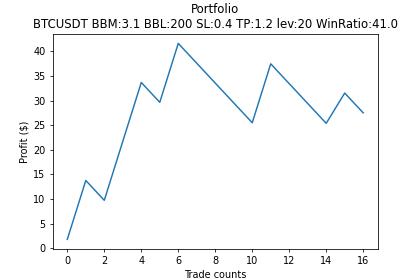 Portfolio
BTCUSDT BBM:3.1 BBL:200 SL:0.4 TP:1.2 lev:20 WinRatio:41.0
40
35
30
25
20
15
10
5
0
Profit ($)
0 2 4 6 8 10 12 14 16
Trade counts